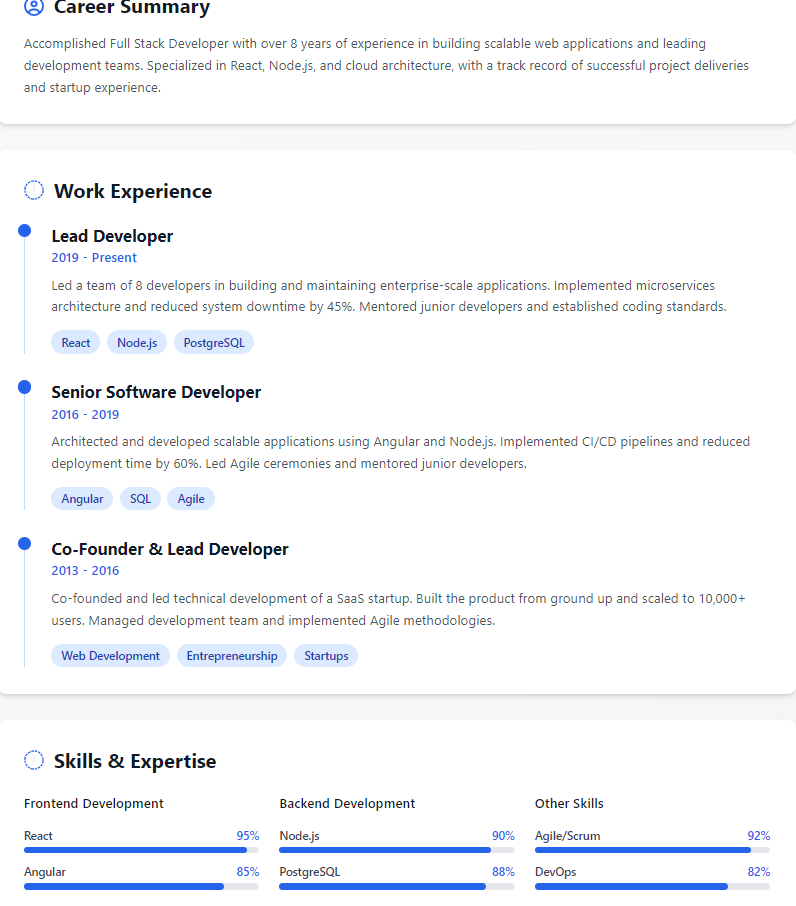 Career Summary
Accomplished Full Stack Developer with over 8 years of experience in building scalable web applications and leading
development teams. Specialized in React, Node.js, and cloud architecture, with a track record of successful project deliveries
and startup experience.
Work Experience
Lead Developer
2019 - Present
Led a team of 8 developers in building and maintaining enterprise-scale applications. Implemented microservices
architecture and reduced system downtime by 45%. Mentored junior developers and established coding standards.
React Node.js PostgreSQL
Senior Software Developer
2016 - 2019
Architected and developed scalable applications using Angular and Node.js. Implemented CI/CD pipelines and reduced
deployment time by 60%. Led Agile ceremonies and mentored junior developers.
Angular SQL Agile
Co-Founder & Lead Developer
2013 - 2016
Co-founded and led technical development of a SaaS startup. Built the product from ground up and scaled to 10,000+
users. Managed development team and implemented Agile methodologies.
Web Development Entrepreneurship Startups
Skills & Expertise
Frontend Development Backend Development Other Skills
React 95% Node.js 90% Agile/Scrum 92%
Angular 85% PostgreSQL 88% DevOps 82%